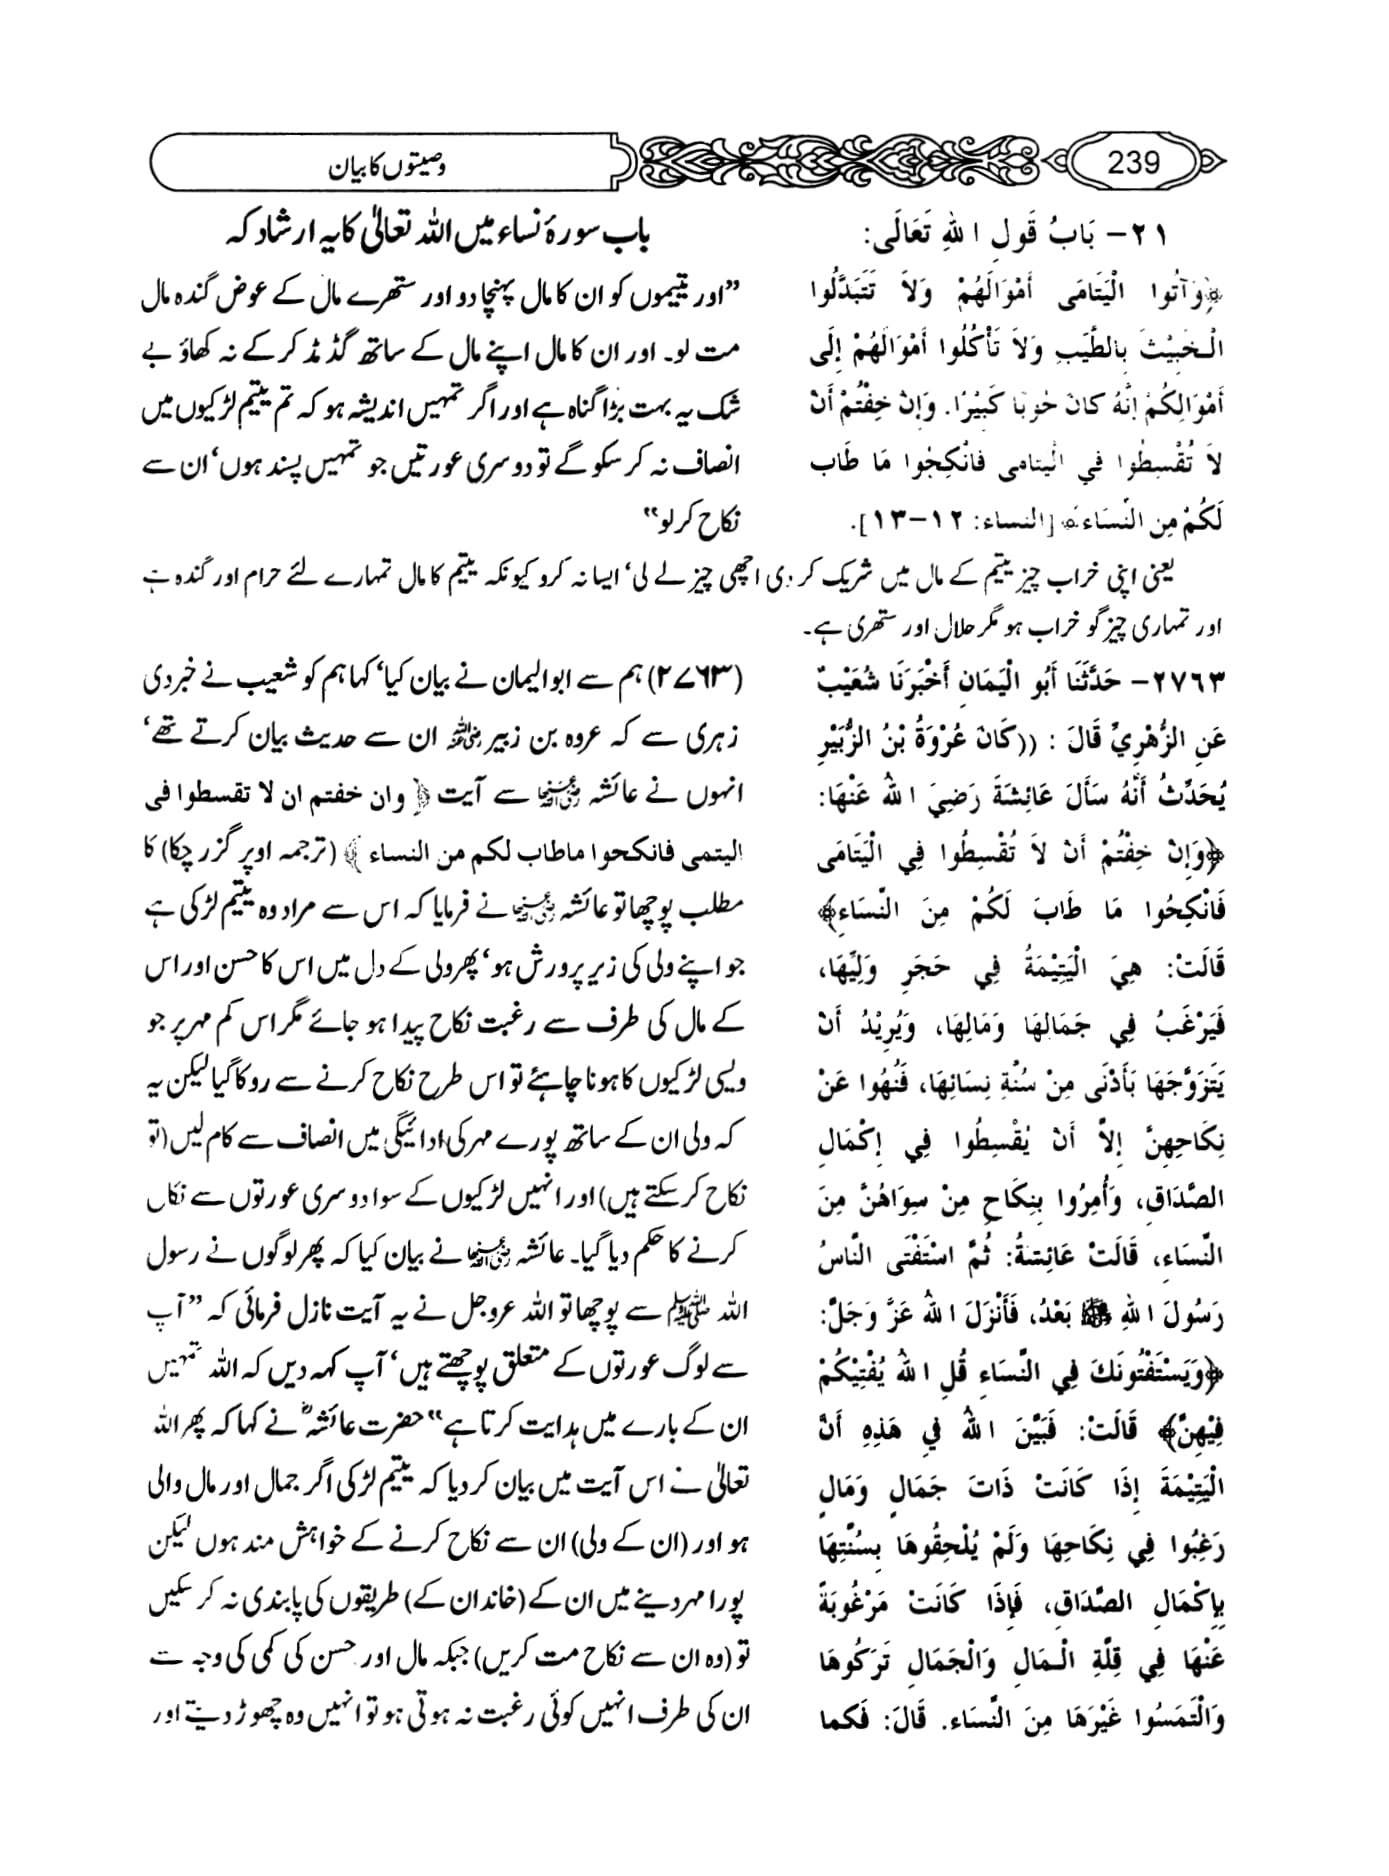 239
وصیتوں کا بیان
٢١- بَابُ قَولِ اللهِ تَعَالَى:
﴿وَآتُوا الْيَتَامَى أَمْوَالَهُمْ وَلاَ تَتَبَدَّلُوا
الْخَبِيْثَ بِالطَّيِّبِ وَلاَ تَأْكُلُوا أَمْوَالَهُمْ إِلَى
أَمْوَالِكُمْ إِنَّهُ كَانَ حُوبًا كَبِيْرًا. وَإِنْ خِفْتُمْ أَنْ
لاَ تُقْسِطُوا فِي الْيَتَامَى فَانْكِحُوا مَا طَابَ
لَكُمْ مِنَ النِّسَاءِ﴾ [النساء: ١٢-١٣].
باب سورۂ نساء میں اللہ تعالیٰ کا یہ ارشاد کہ
”اور یتیموں کو ان کا مال پہنچا دو اور ستھرے مال کے عوض گندہ مال
مت لو۔ اور ان کا مال اپنے مال کے ساتھ گڈ مڈ کر کے نہ کھاؤ بے
شک یہ بہت بڑا گناہ ہے اور اگر تمہیں اندیشہ ہو کہ تم یتیم لڑکیوں میں
انصاف نہ کر سکو گے تو دوسری عورتیں جو تمہیں پسند ہوں‘ ان سے
نکاح کر لو“
یعنی اپنی خراب چیز یتیم کے مال میں شریک کر دی اچھی چیز لے لی‘ ایسا نہ کرو کیونکہ یتیم کا مال تمہارے لئے حرام اور گندہ ہے
اور تمہاری چیز گو خراب ہو مگر حلال اور ستھری ہے۔
٢٧٦٣- حَدَّثَنَا أَبُو الْيَمَانِ أَخْبَرَنَا شُعَيْبٌ
عَنِ الزُّهْرِيِّ قَالَ : ((كَانَ عُرْوَةُ بْنُ الزُّبَيْرِ
يُحَدِّثُ أَنَّهُ سَأَلَ عَائِشَةَ رَضِيَ اللهُ عَنْهَا:
﴿وَإِنْ خِفْتُمْ أَنْ لاَ تُقْسِطُوا فِي الْيَتَامَى
فَانْكِحُوا مَا طَابَ لَكُمْ مِنَ النِّسَاءِ﴾
قَالَتْ: هِيَ الْيَتِيْمَةُ فِي حَجَرِ وَلِيِّهَا،
فَيَرْغَبُ فِي جَمَالِهَا وَمَالِهَا، وَيُرِيْدُ أَنْ
يَتَزَوَّجَهَا بِأَدْنَى مِنْ سُنَّةِ نِسَائِهَا، فَنُهُوا عَنْ
نِكَاحِهِنَّ إِلاَّ أَنْ يُقْسِطُوا فِي إِكْمَالِ
الصَّدَاقِ، وَأُمِرُوا بِنِكَاحِ مِنْ سِوَاهُنَّ مِنَ
النِّسَاءِ، قَالَتْ عَائِشَةُ: ثُمَّ اسْتَفْتَى النَّاسُ
رَسُولَ اللهِ ﷺ بَعْدُ، فَأَنْزَلَ اللهُ عَزَّ وَجَلَّ:
﴿وَيَسْتَفْتُونَكَ فِي النِّسَاءِ قُلِ اللهُ يُفْتِيْكُمْ
فِيْهِنَّ﴾ قَالَتْ: فَبَيَّنَ اللهُ فِي هَذِهِ أَنَّ
الْيَتِيْمَةَ إِذَا كَانَتْ ذَاتَ جَمَالٍ وَمَالٍ
رَغِبُوا فِي نِكَاحِهَا وَلَمْ يُلْحِقُوهَا بِسُنَّتِهَا
بِإِكْمَالِ الصَّدَاقِ، فَإِذَا كَانَتْ مَرْغُوبَةً
عَنْهَا فِي قِلَّةِ الْمَالِ وَالْجَمَالِ تَرَكُوهَا
وَالْتَمَسُوا غَيْرَهَا مِنَ النِّسَاءِ. قَالَ: فَكَمَا
(۲۷۶۳) ہم سے ابوالیمان نے بیان کیا‘ کہا ہم کو شعیب نے خبر دی
زہری سے کہ عروہ بن زبیر رضی اللہ عنہ ان سے حدیث بیان کرتے تھے‘
انہوں نے عائشہ رضی اللہ عنہا سے آیت ﴿ وان خفتم ان لا تقسطوا فی
الیتمی فانکحوا ماطاب لکم من النساء ﴾ (ترجمہ اوپر گزر چکا) کا
مطلب پوچھا تو عائشہ رضی اللہ عنہا نے فرمایا کہ اس سے مراد وہ یتیم لڑکی ہے
جو اپنے ولی کی زیر پرورش ہو‘ پھر ولی کے دل میں اس کا حسن اور اس
کے مال کی طرف سے رغبت نکاح پیدا ہو جائے مگر اس کم مہر پر جو
ویسی لڑکیوں کا ہونا چاہئے تو اس طرح نکاح کرنے سے روکا گیا لیکن یہ
کہ ولی ان کے ساتھ پورے مہر کی ادائیگی میں انصاف سے کام لیں (تو
نکاح کر سکتے ہیں) اور انہیں لڑکیوں کے سوا دوسری عورتوں سے نکاح
کرنے کا حکم دیا گیا۔ عائشہ رضی اللہ عنہا نے بیان کیا کہ پھر لوگوں نے رسول
اللہ ﷺ سے پوچھا تو اللہ عزوجل نے یہ آیت نازل فرمائی کہ ”آپ
سے لوگ عورتوں کے متعلق پوچھتے ہیں‘ آپ کہہ دیں کہ اللہ تمہیں
ان کے بارے میں ہدایت کرتا ہے“ حضرت عائشہؓ نے کہا کہ پھر اللہ
تعالیٰ نے اس آیت میں بیان کر دیا کہ یتیم لڑکی اگر جمال اور مال والی
ہو اور (ان کے ولی) ان سے نکاح کرنے کے خواہش مند ہوں لیکن
پورا مہر دینے میں ان کے (خاندان کے) طریقوں کی پابندی نہ کر سکیں
تو (وہ ان سے نکاح مت کریں) جبکہ مال اور حسن کی کمی کی وجہ سے
ان کی طرف انہیں کوئی رغبت نہ ہوتی ہو تو انہیں وہ چھوڑ دیتے اور